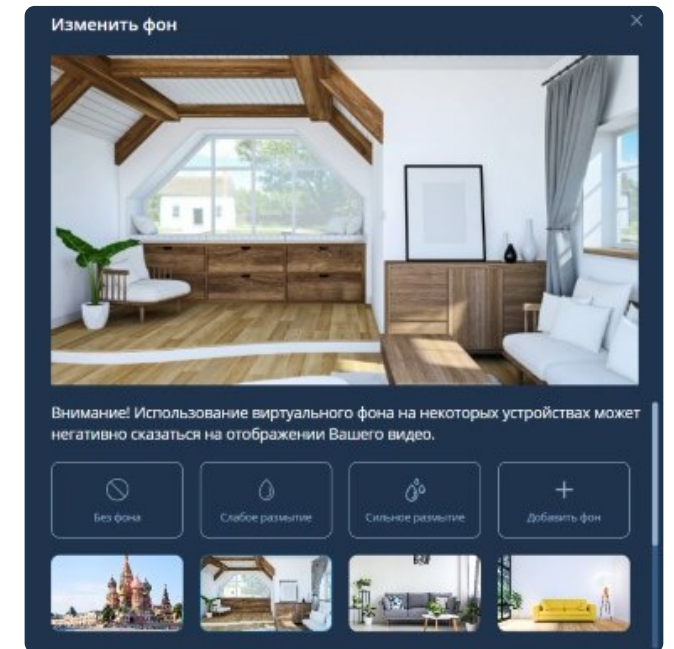 Изменить фон
Внимание! Использование виртуального фона на некоторых устройствах может
негативно сказаться на отображении Вашего видео.
Без фона
Слабое размытие
Сильное размытие
Добавить фон